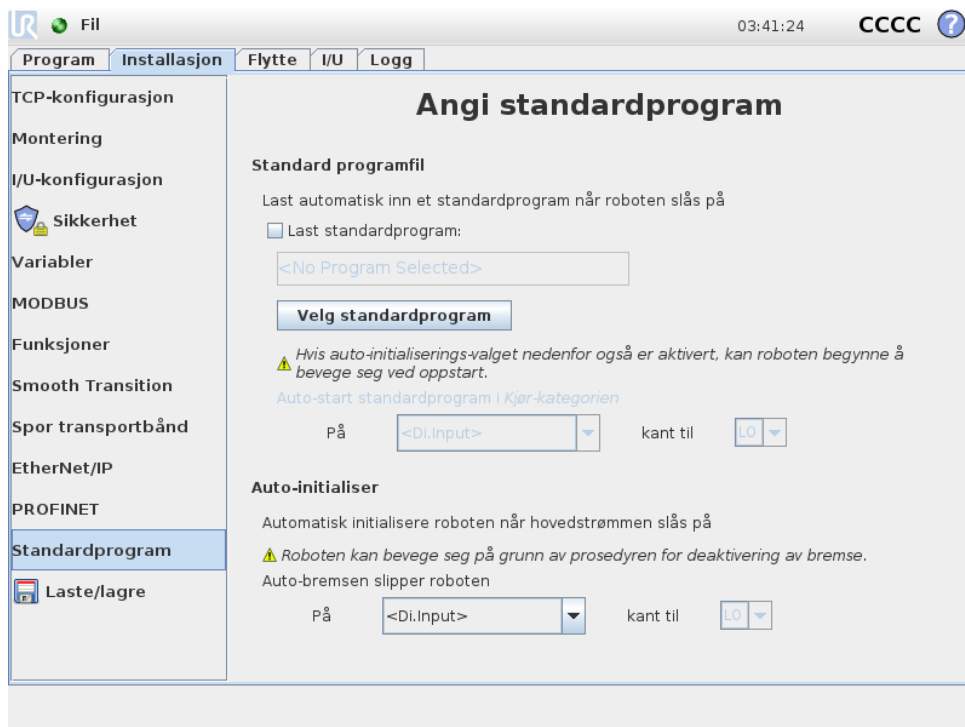 UR Fil 03:41:24 CCCC ?
Program Installasjon Flytte I/U Logg
TCP-konfigurasjon
Montering
I/U-konfigurasjon
Sikkerhet
Variabler
MODBUS
Funksjoner
Smooth Transition
Spor transportbånd
EtherNet/IP
PROFINET
Standardprogram
Laste/lagre
Angi standardprogram
Standard programfil
Last automatisk inn et standardprogram når roboten slås på
Last standardprogram:
<No Program Selected>
Velg standardprogram
Hvis auto-initialiserings-valget nedenfor også er aktivert, kan roboten begynne å
bevege seg ved oppstart.
Auto-start standardprogram i Kjør-kategorien
På <Di.Input> kant til LO
Auto-initialiser
Automatisk initialisere roboten når hovedstrømmen slås på
Roboten kan bevege seg på grunn av prosedyren for deaktivering av bremse.
Auto-bremsen slipper roboten
På <Di.Input> kant til LO